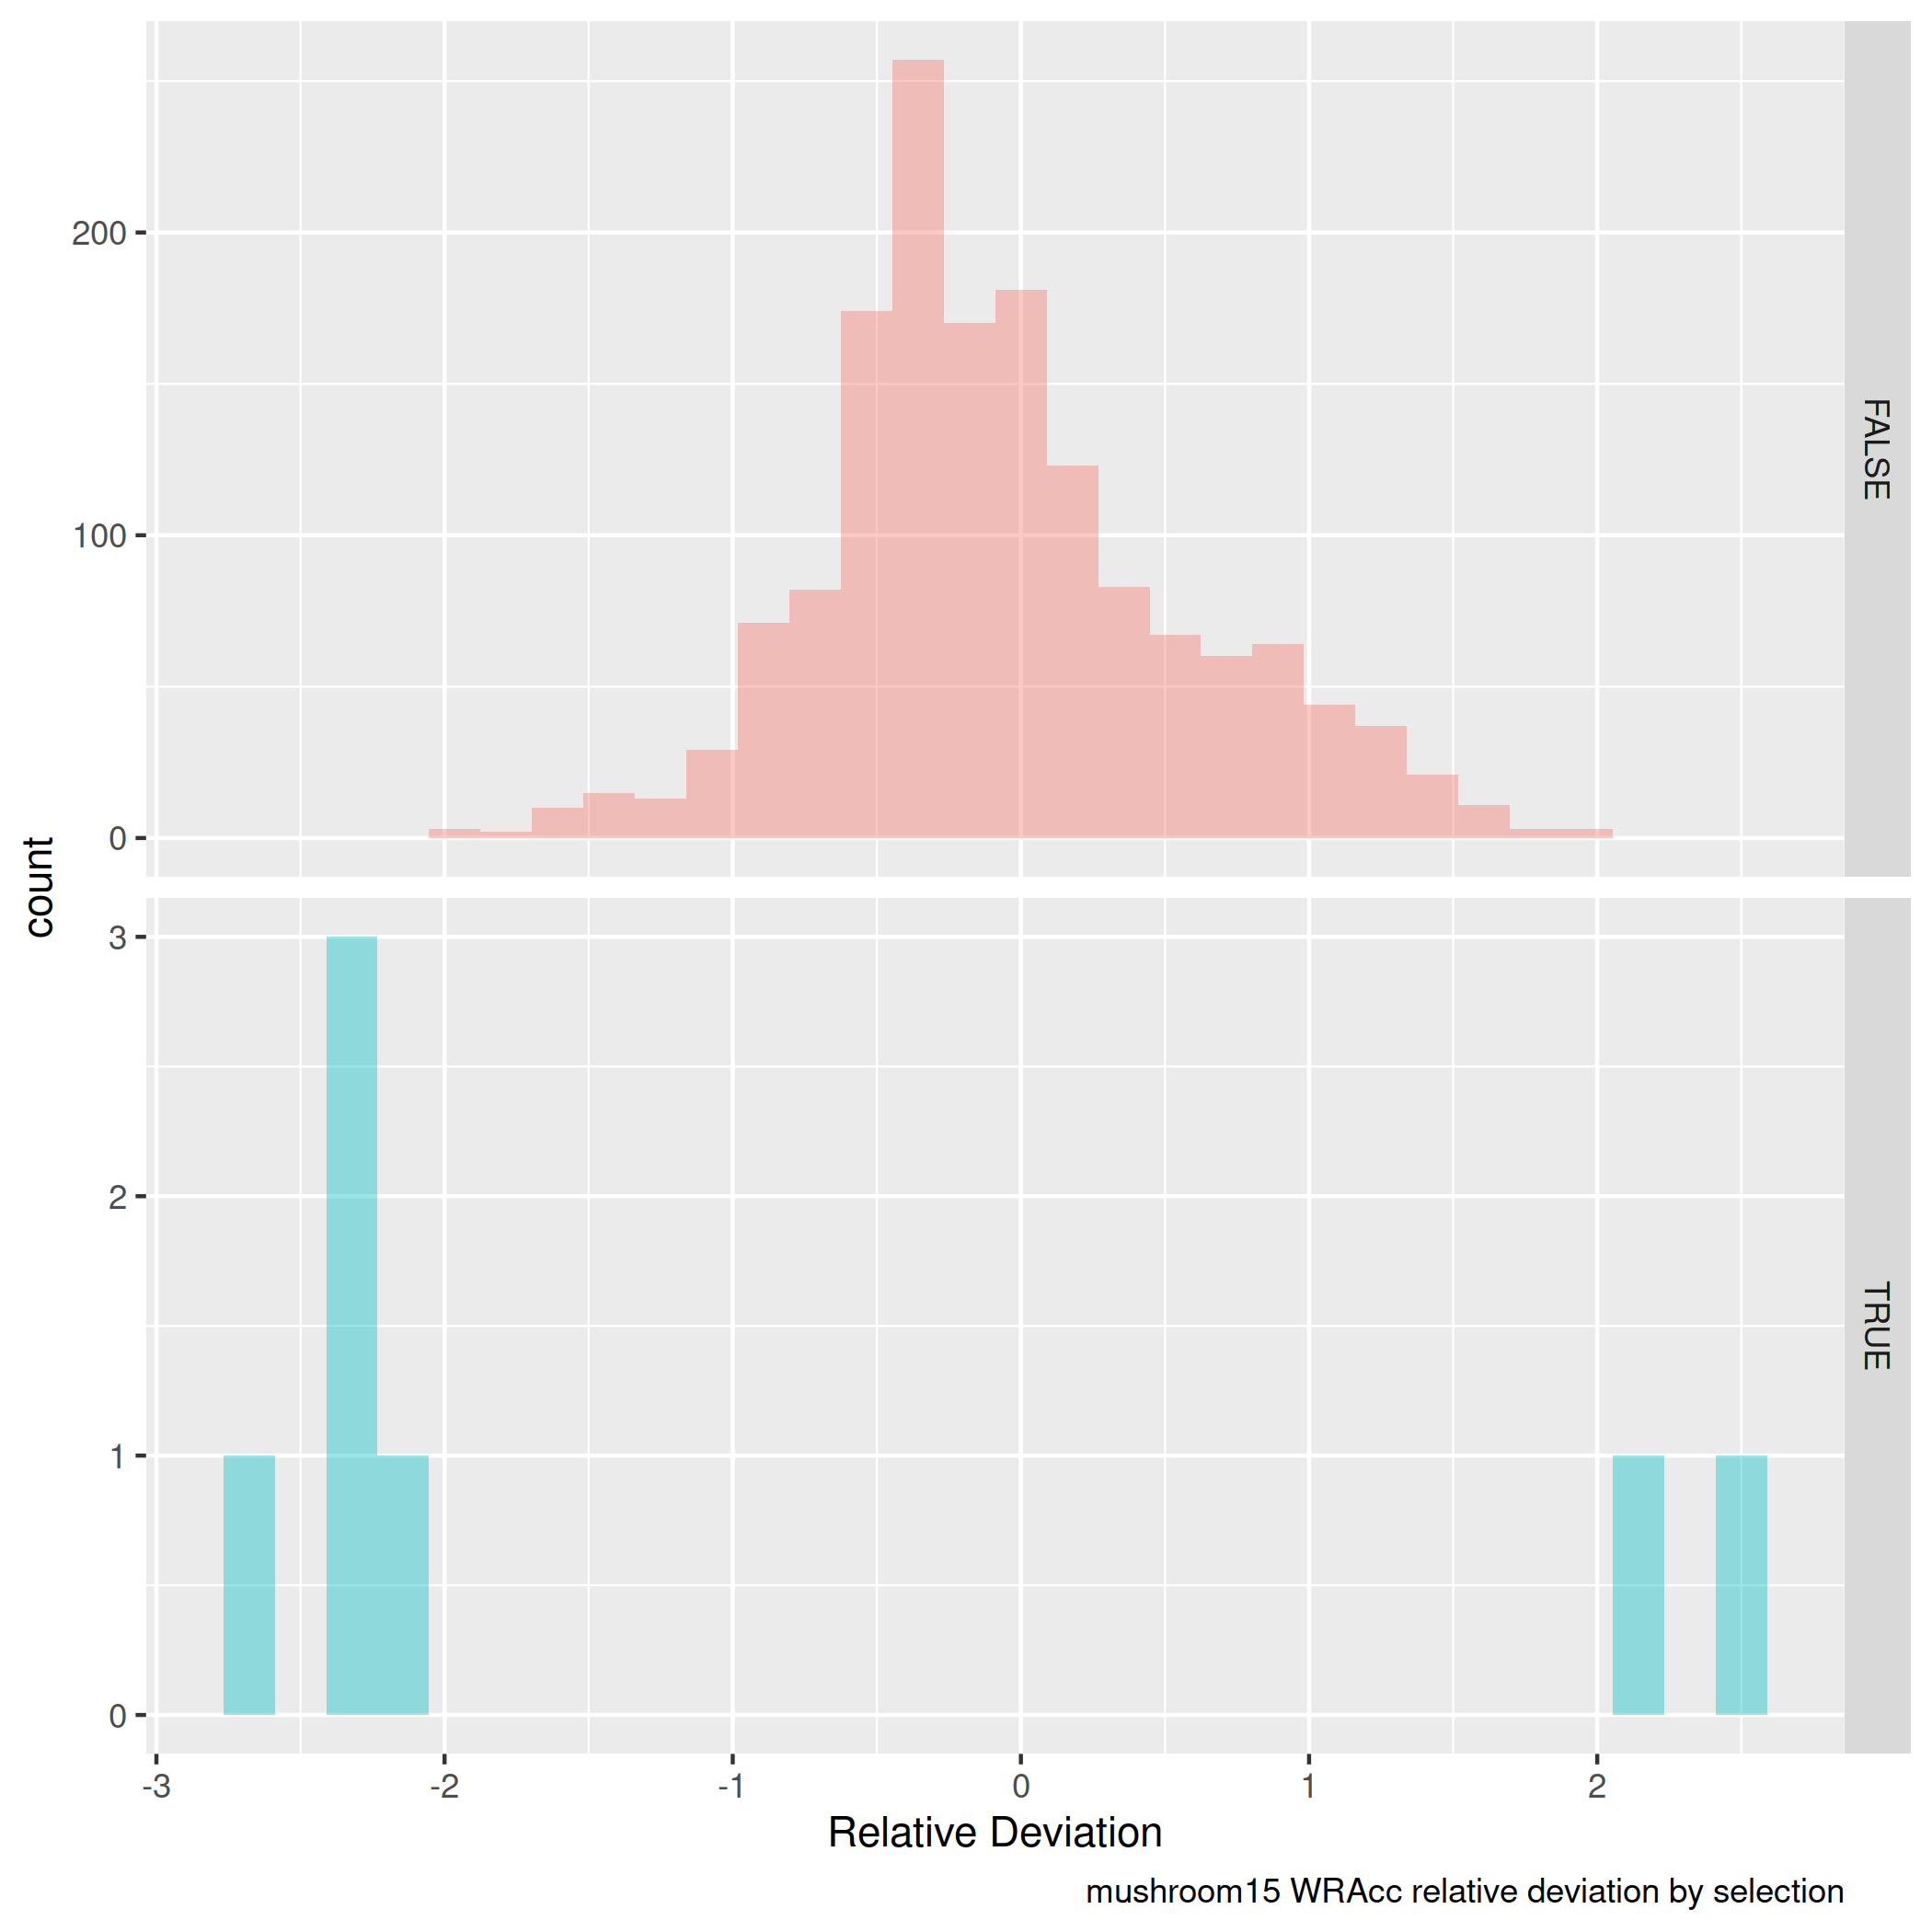 200
100
0
FALSE
count
3
2
1
0
TRUE
-3 -2 -1 0 1 2
Relative Deviation
mushroom15 WRAcc relative deviation by selection